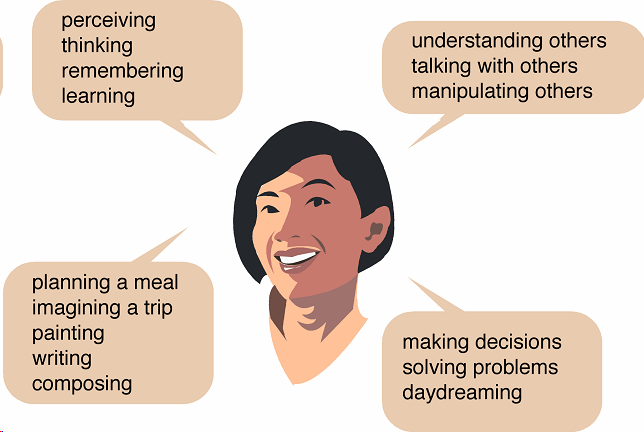 perceiving
thinking
remembering
learning
understanding others
talking with others
manipulating others
planning a meal
imagining a trip
painting
writing
composing
making decisions
solving problems
daydreaming